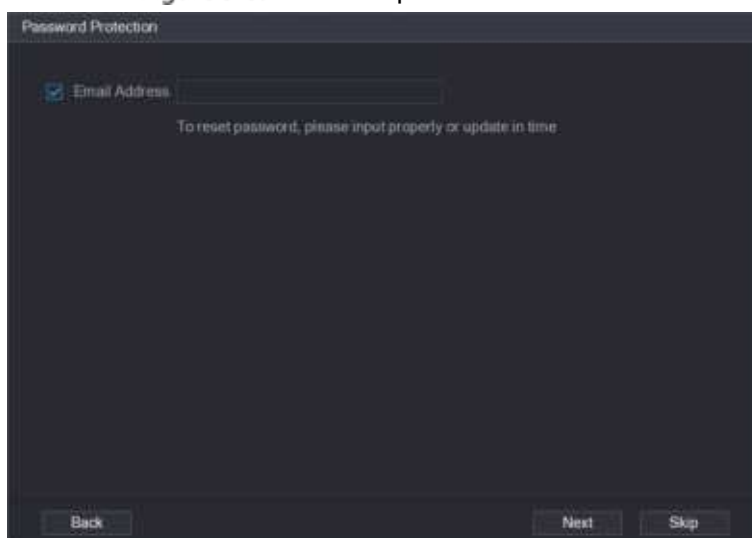 Password Protection
Email Address
To reset password, please input properly or update in time
Back Next Skip